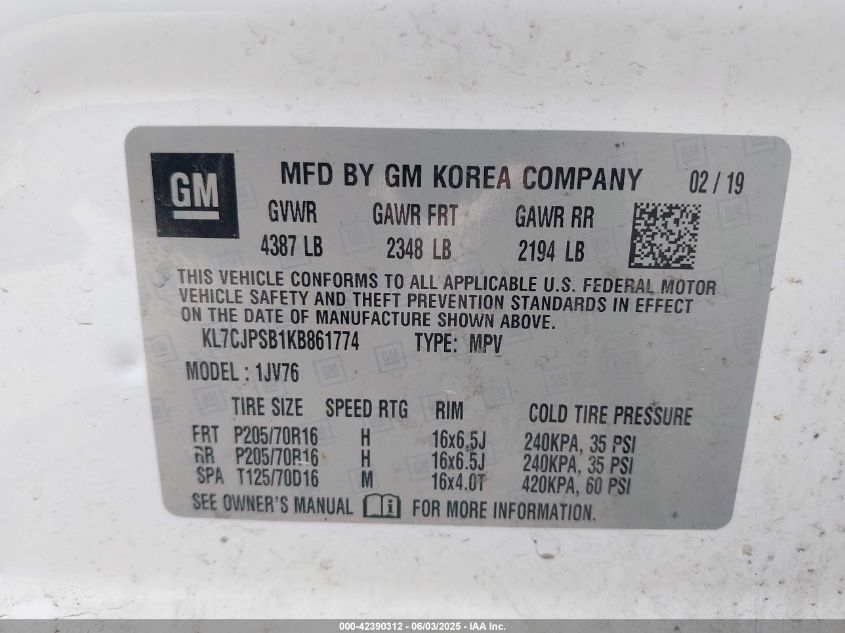 GM
MFD BY GM KOREA COMPANY 02 / 19
GVWR GAWR FRT GAWR RR
4387 LB 2348 LB 2194 LB
THIS VEHICLE CONFORMS TO ALL APPLICABLE U.S. FEDERAL MOTOR
VEHICLE SAFETY AND THEFT PREVENTION STANDARDS IN EFFECT
ON THE DATE OF MANUFACTURE SHOWN ABOVE.
KL7CJPSB1KB861774 TYPE: MPV
MODEL : 1JV76
TIRE SIZE SPEED RTG RIM COLD TIRE PRESSURE
FRT P205/70R16 H 16x6.5J 240KPA, 35 PSI
RR P205/70R16 H 16x6.5J 240KPA, 35 PSI
SPA T125/70D16 M 16x4.0T 420KPA, 60 PSI
SEE OWNER'S MANUAL FOR MORE INFORMATION.
000-42390312 - 06/03/2025 - IAA Inc.